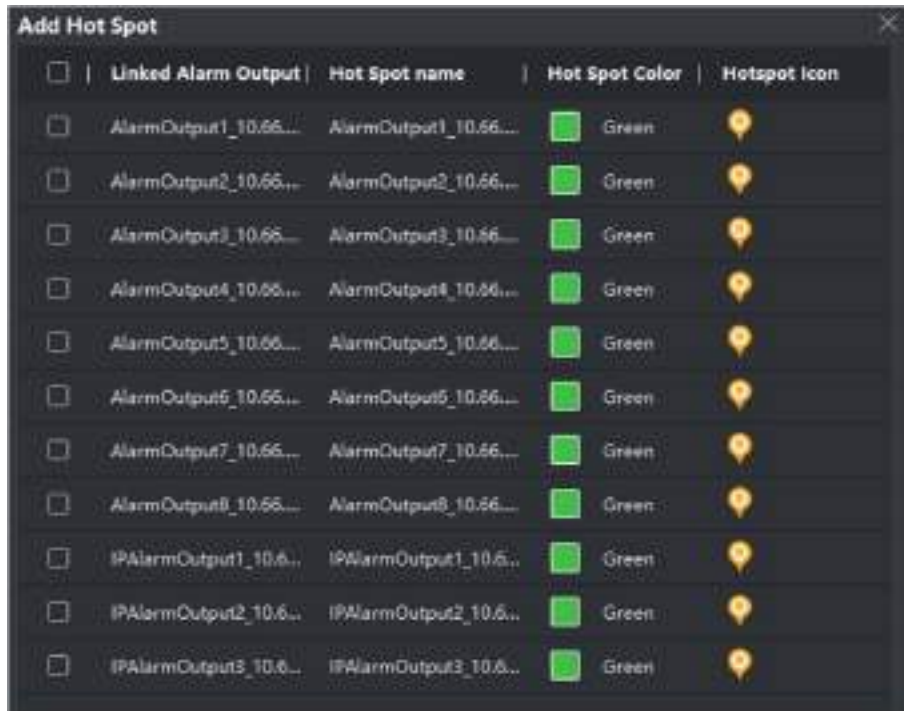 Add Hot Spot
Linked Alarm Output | Hot Spot name | Hot Spot Color | Hotspot Icon
AlarmOutput1_10.66.... AlarmOutput1_10.66.... Green
AlarmOutput2_10.66.... AlarmOutput2_10.66.... Green
AlarmOutput3_10.66.... AlarmOutput3_10.66.... Green
AlarmOutput4_10.66.... AlarmOutput4_10.66.... Green
AlarmOutput5_10.66.... AlarmOutput5_10.66.... Green
AlarmOutput6_10.66.... AlarmOutput6_10.66.... Green
AlarmOutput7_10.66.... AlarmOutput7_10.66.... Green
AlarmOutput8_10.66.... AlarmOutput8_10.66.... Green
IPAlarmOutput1_10.6... IPAlarmOutput1_10.6... Green
IPAlarmOutput2_10.6... IPAlarmOutput2_10.6... Green
IPAlarmOutput3_10.6... IPAlarmOutput3_10.6... Green